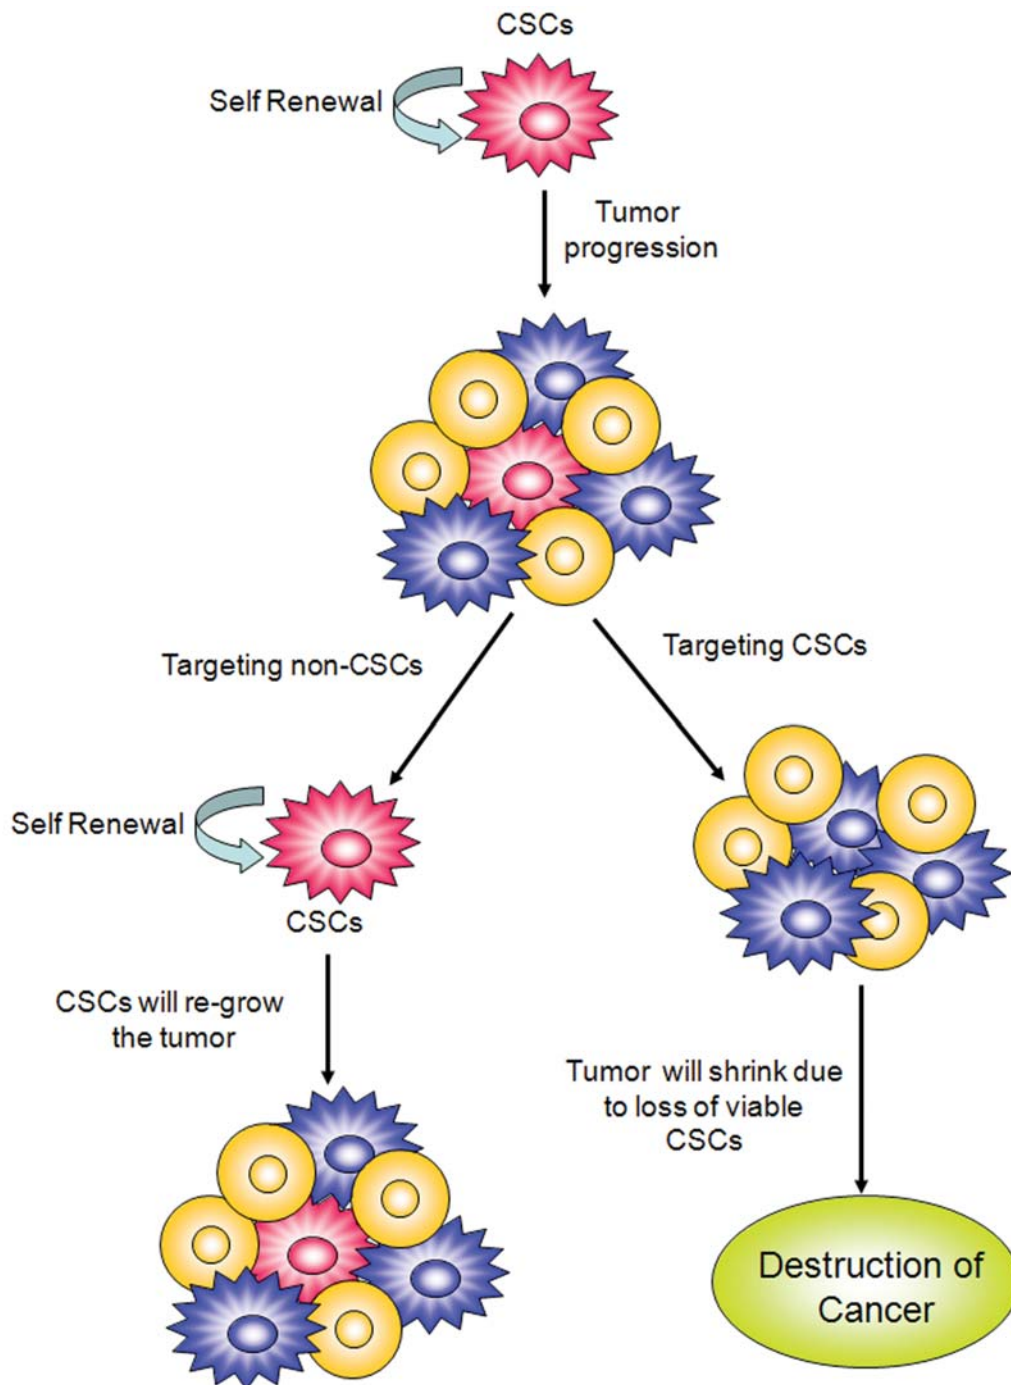 CSCs
Self Renewal
Tumor
progression
Targeting non-CSCs
Targeting CSCs
Self Renewal
CSCs
CSCs will re-grow
the tumor
Tumor will shrink due
to loss of viable
CSCs
Destruction of
Cancer